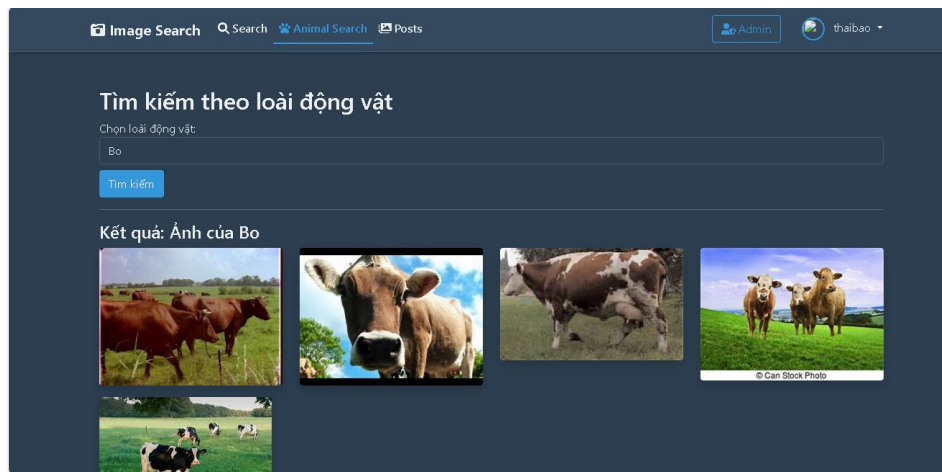 Image Search Search Animal Search Posts Admin thaibao
Tìm kiếm theo loài động vật
Chọn loài động vật:
Bo
Tìm kiếm
Kết quả: Ảnh của Bo
© Can Stock Photo